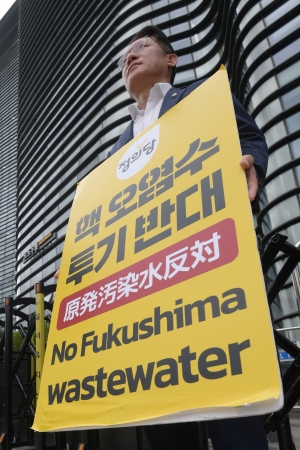 정의당
핵 오염수
투기 반대
原発汚染水反対
No Fukushima
wastewater